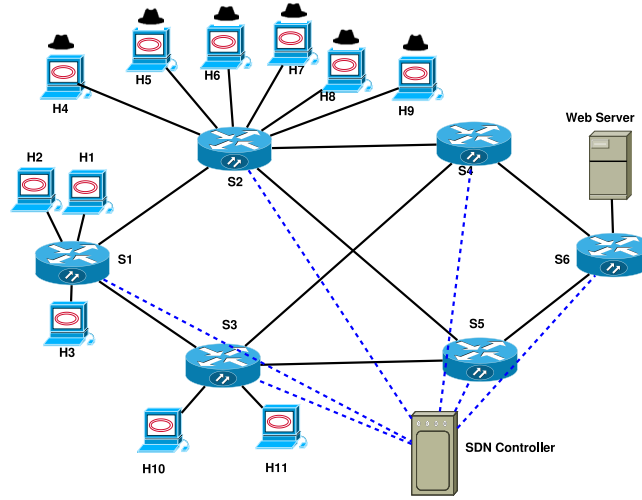 H4
H5
H6
H7
H8
H9
Web Server
H2
H1
S2
S4
S1
S6
H3
S3
S5
H10
H11
SDN Controller